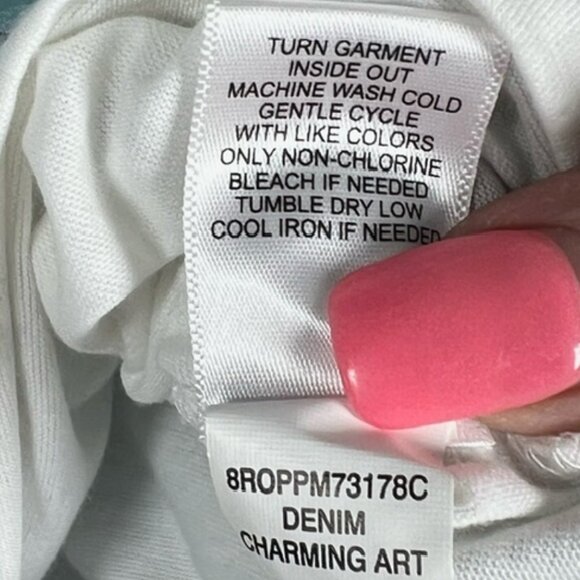 TURN GARMENT
INSIDE OUT
MACHINE WASH COLD
GENTLE CYCLE
WITH LIKE COLORS
ONLY NON-CHLORINE
BLEACH IF NEEDED
TUMBLE DRY LOW
COOL IRON IF NEEDED
8ROPPM73178C
DENIM
CHARMING ART